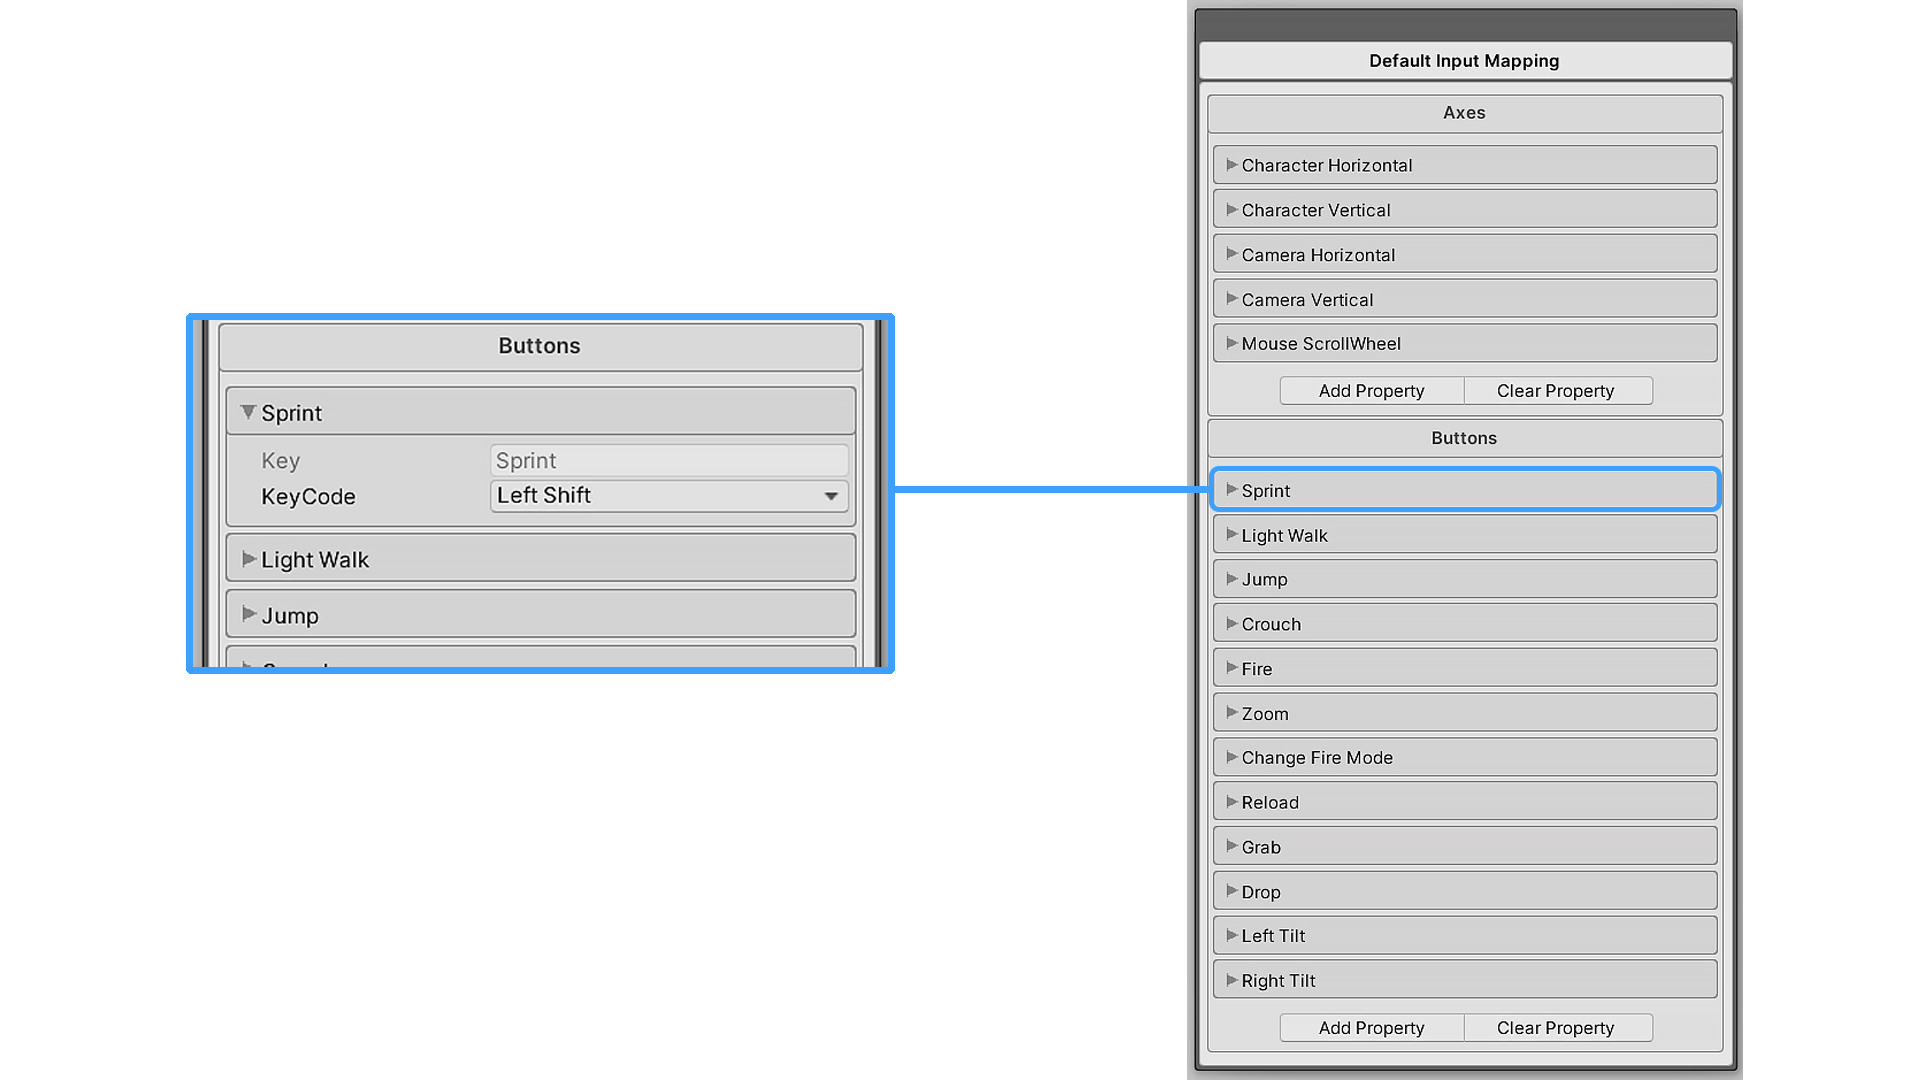 Buttons
Sprint
Key Sprint
KeyCode Left Shift
Light Walk
Jump
Default Input Mapping
Axes
Character Horizontal
Character Vertical
Camera Horizontal
Camera Vertical
Mouse ScrollWheel
Add Property Clear Property
Buttons
Sprint
Light Walk
Jump
Crouch
Fire
Zoom
Change Fire Mode
Reload
Grab
Drop
Left Tilt
Right Tilt
Add Property Clear Property